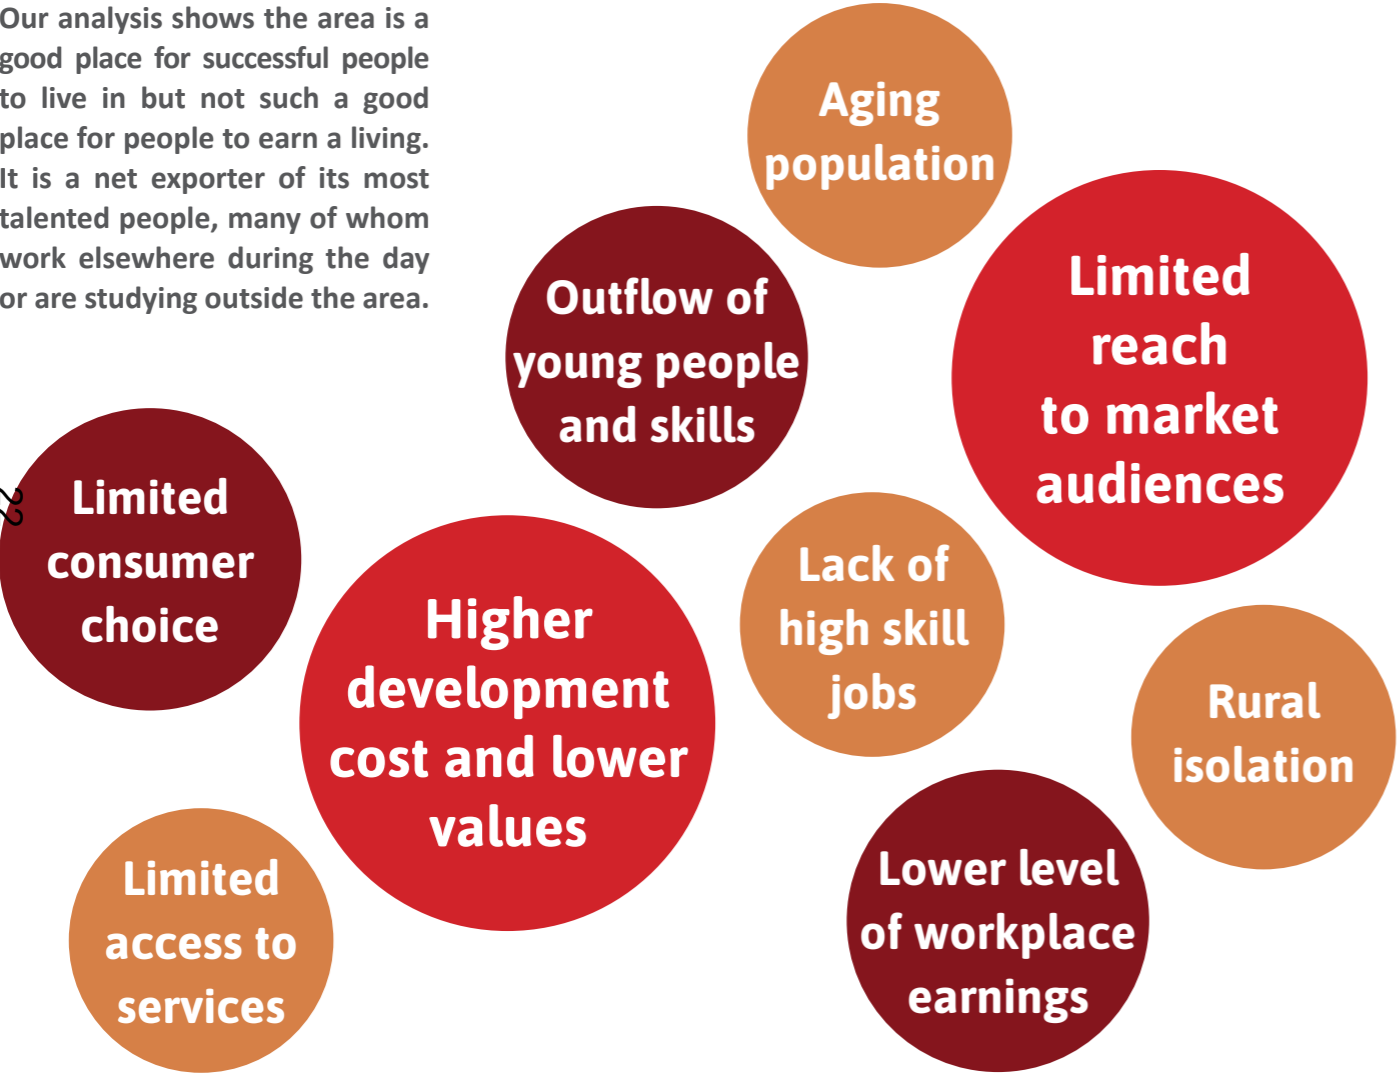 Our analysis shows the area is a
good place for successful people
to live in but not such a good
place for people to earn a living.
It is a net exporter of its most
talented people, many of whom
work elsewhere during the day
or are studying outside the area.
Aging
population
Outflow of
young people
and skills
Limited
reach
to market
audiences
22
Limited
consumer
choice
Higher
development
cost and lower
values
Lack of
high skill
jobs
Rural
isolation
Limited
access to
services
Lower level
of workplace
earnings